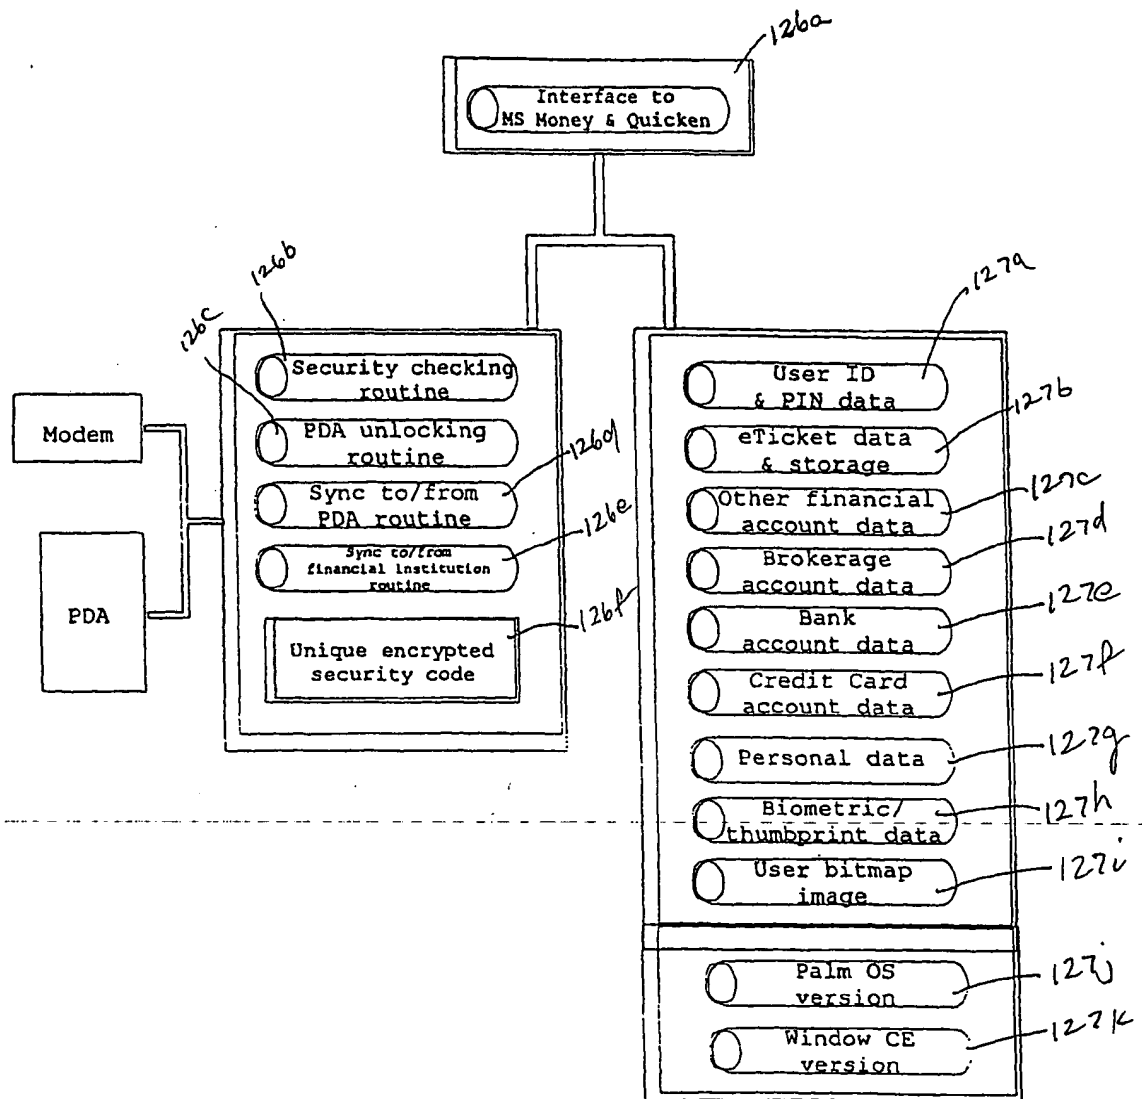 126a
Interface to
MS Money & Quicken
126b
126c
Security checking
routine
PDA unlocking
routine
126d
Sync to/from
PDA routine
126e
Sync to/from
financial institution
routine
126f
Unique encrypted
security code
Modem
PDA
127a
User ID
& PIN data
127b
eTicket data
& storage
127c
Other financial
account data
127d
Brokerage
account data
127e
Bank
account data
127f
Credit Card
account data
127g
Personal data
127h
Biometric/
thumbprint data
127i
User bitmap
image
127j
Palm OS
version
127k
Window CE
version